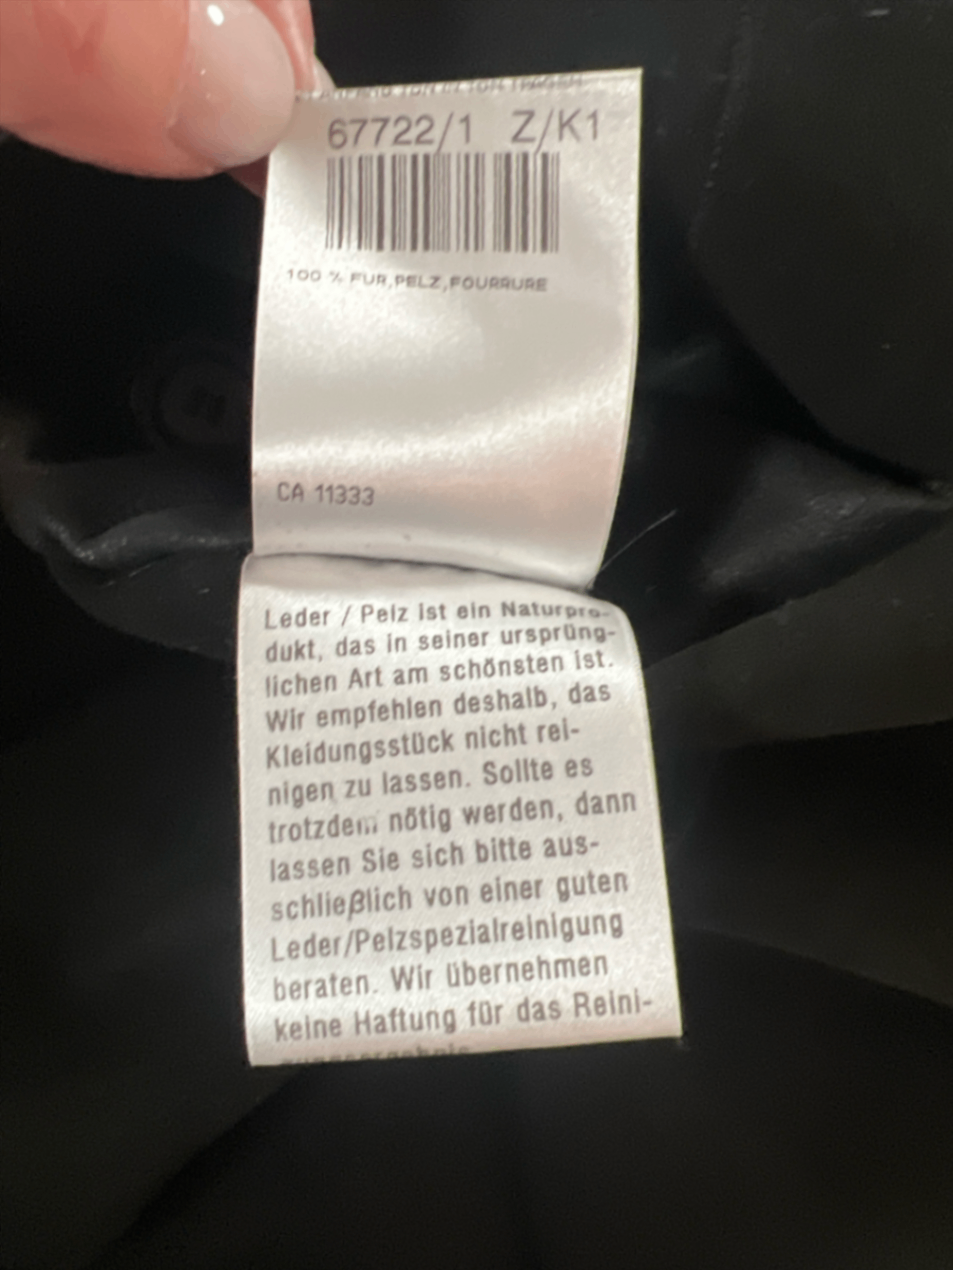 67722/1 Z/K1
100 % FUR,PELZ,FOURRURE
CA 11333
Leder / Pelz ist ein Naturpro-
dukt, das in seiner ursprüng-
lichen Art am schönsten ist.
Wir empfehlen deshalb, das
Kleidungsstück nicht rei-
nigen zu lassen. Sollte es
trotzdem nötig werden, dann
lassen Sie sich bitte aus-
schließlich von einer guten
Leder/Pelzspezialreinigung
beraten. Wir übernehmen
keine Haftung für das Reini-